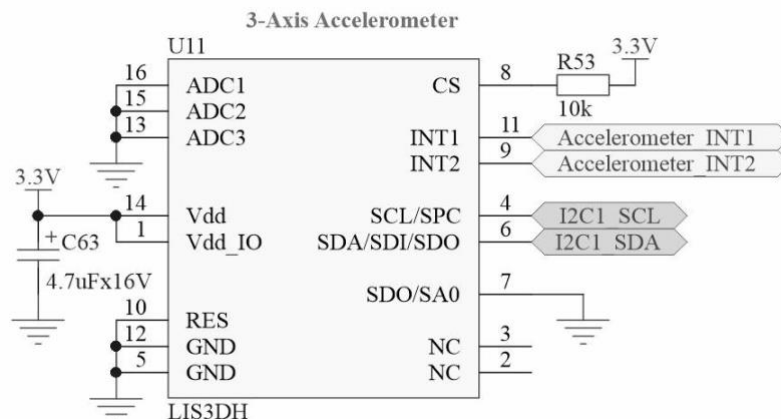 3-Axis Accelerometer
U11
3.3V
R53
16 ADC1 CS 8
15 ADC2 10k
13 ADC3 INT1 11 Accelerometer_INT1
INT2 9 Accelerometer_INT2
3.3V
14 Vdd SCL/SPC 4 I2C1_SCL
1 Vdd_IO SDA/SDI/SDO 6 I2C1_SDA
+ C63
4.7uFx16V SDO/SA0 7
10 RES
12 GND NC 3
5 GND NC 2
LIS3DH